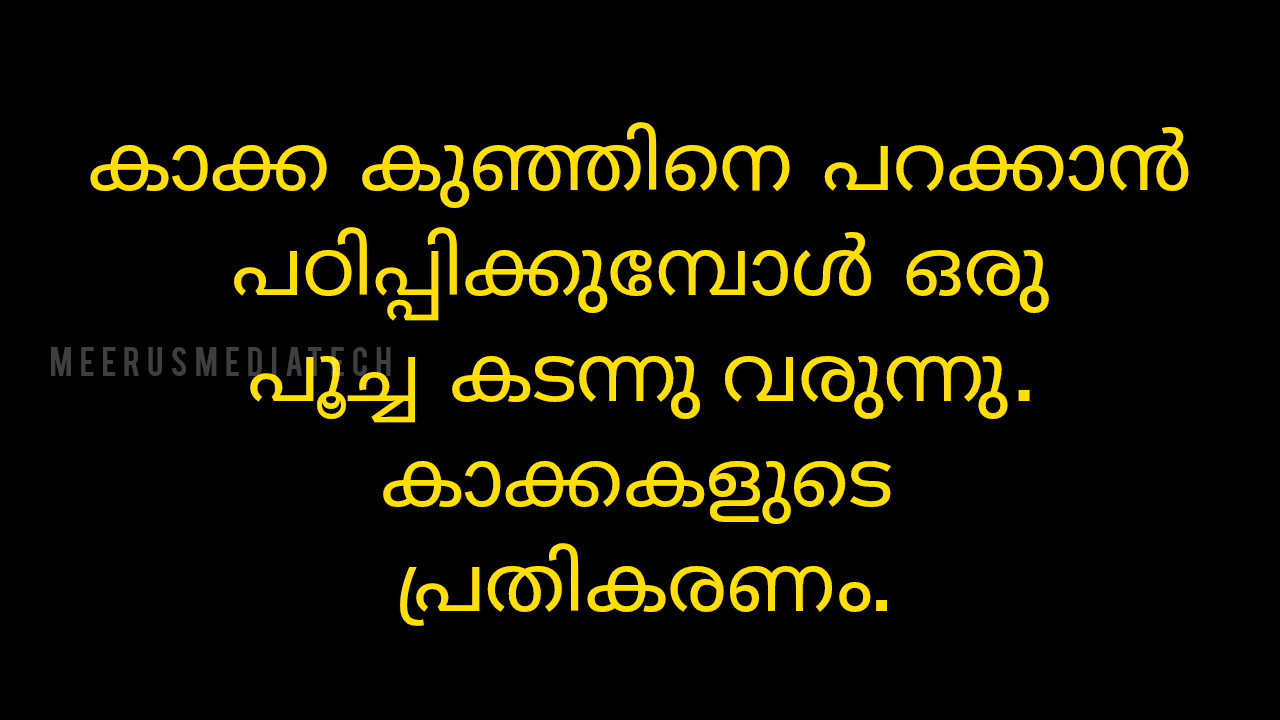 കാക്ക കുഞ്ഞിനെ പറക്കാൻ
പഠിപ്പിക്കുമ്പോൾ ഒരു
MEERUSMEDIATECH
പൂച്ച കടന്നു വരുന്നു.
കാക്കകളുടെ
പ്രതികരണം.